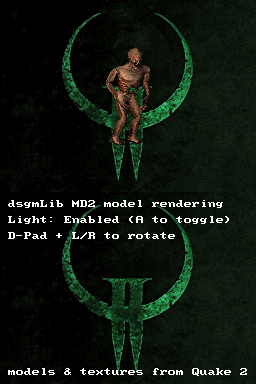 dsgmLib MD2 model rendering
Light: Enabled (A to toggle)
D-Pad + L/R to rotate
models & textures from Quake 2